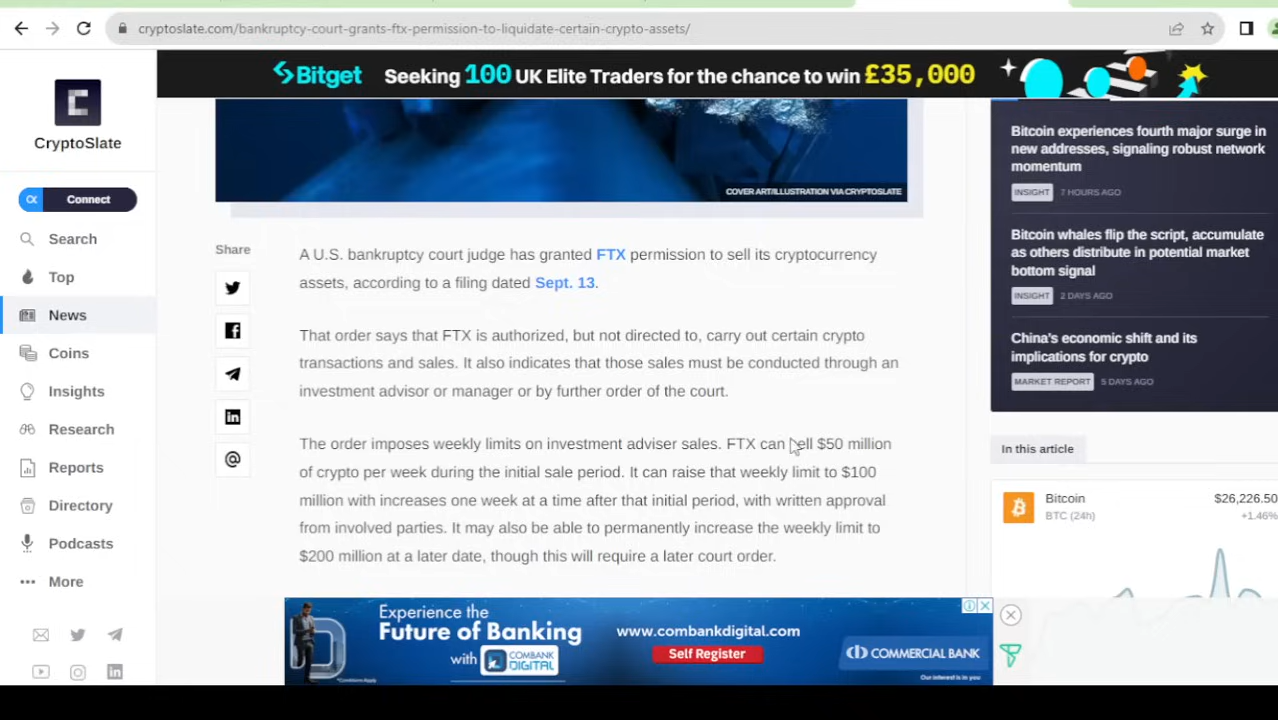 cryptoslate.com/bankruptcy-court-grants-ftx-permission-to-liquidate-certain-crypto-assets/
Bitget Seeking 100 UK Elite Traders for the chance to win £35,000
CryptoSlate
Connect
Search
Top
News
Coins
Insights
Research
Reports
Directory
Podcasts
More
COVER ART/ILLUSTRATION VIA CRYPTOSLATE
Share
A U.S. bankruptcy court judge has granted FTX permission to sell its cryptocurrency
assets, according to a filing dated Sept. 13.
That order says that FTX is authorized, but not directed to, carry out certain crypto
transactions and sales. It also indicates that those sales must be conducted through an
investment advisor or manager or by further order of the court.
The order imposes weekly limits on investment adviser sales. FTX can sell $50 million
of crypto per week during the initial sale period. It can raise that weekly limit to $100
million with increases one week at a time after that initial period, with written approval
from involved parties. It may also be able to permanently increase the weekly limit to
$200 million at a later date, though this will require a later court order.
Bitcoin experiences fourth major surge in
new addresses, signaling robust network
momentum
INSIGHT 7 HOURS AGO
Bitcoin whales flip the script, accumulate
as others distribute in potential market
bottom signal
INSIGHT 2 DAYS AGO
China's economic shift and its
implications for crypto
MARKET REPORT 5 DAYS AGO
In this article
Bitcoin $26,226.50
BTC (24h) +1.46%
Experience the
Future of Banking
with COMBANK
DIGITAL
*Conditions Apply
www.combankdigital.com
Self Register
COMMERCIAL BANK
Our interest is in you